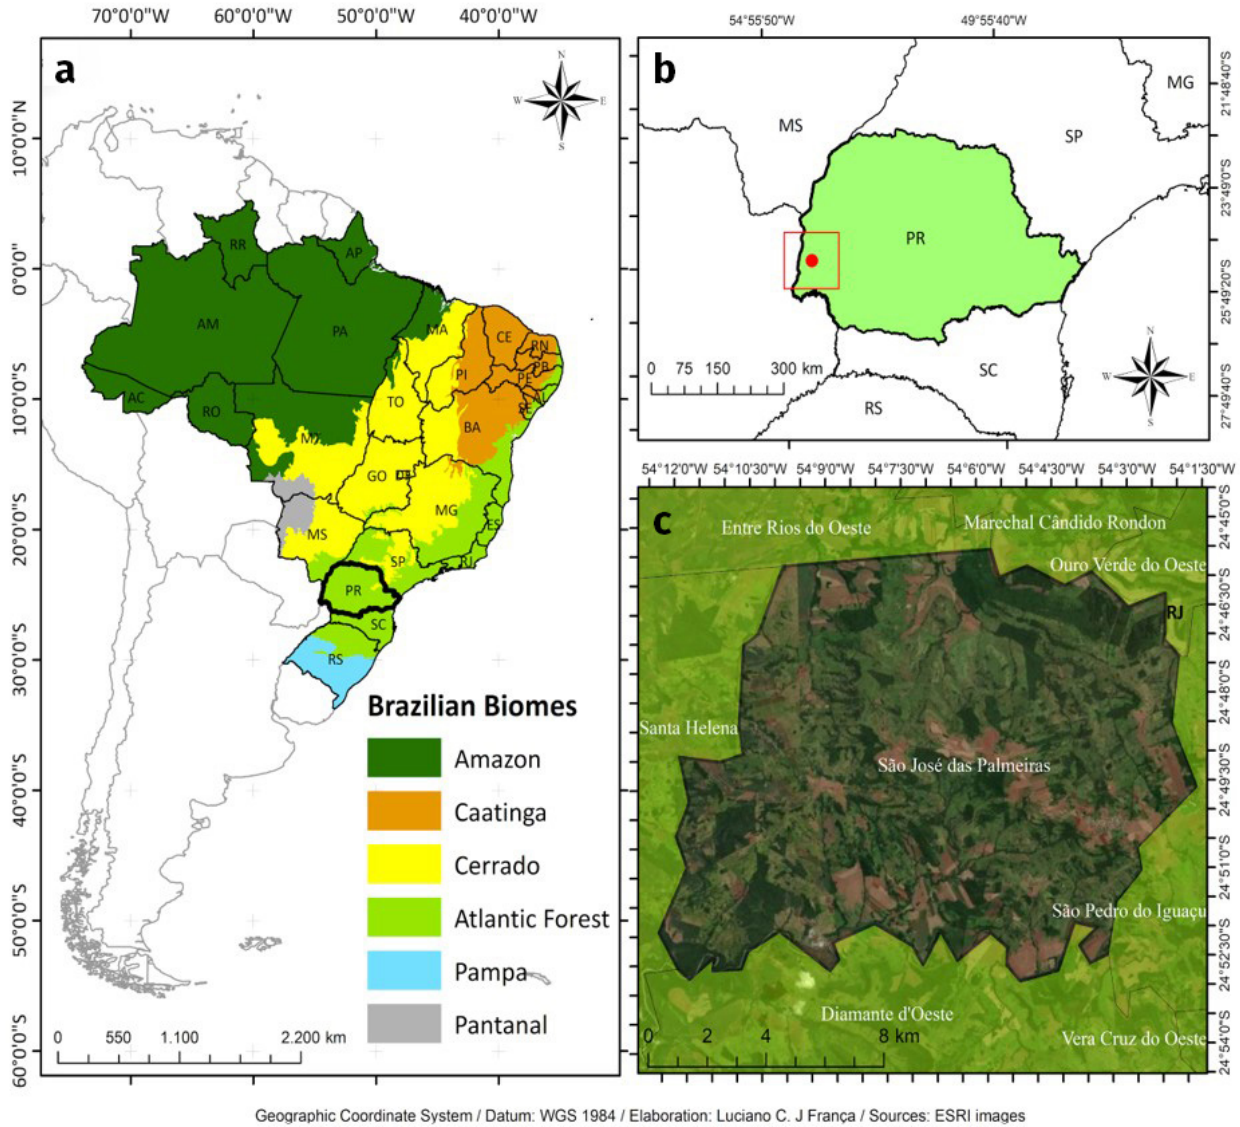 70°0'0"W
60°0'0"W
50°0'0"W
40°0'0"W
a
N
W
E
S
10°0'0"N
0°0'0"
10°0'0"S
20°0'0"S
30°0'0"S
40°0'0"S
50°0'0"S
60°0'0"S
RR
AP
AM
PA
MA
CE
RN
PB
PE
AL
SE
PI
AC
RO
TO
BA
MT
GO
DF
MG
ES
MS
SP
RJ
PR
SC
RS
Brazilian Biomes
Amazon
Caatinga
Cerrado
Atlantic Forest
Pampa
Pantanal
0 550 1.100 2.200 km
54°55'50"W
49°55'40"W
b
MG
MS
SP
PR
SC
RS
21°48'40"S
23°49'0"S
25°49'20"S
27°49'40"S
N
W
E
S
0 75 150 300 km
54°12'0"W
54°10'30"W
54°9'0"W
54°7'30"W
54°6'0"W
54°4'30"W
54°3'0"W
54°1'30"W
c
Entre Rios do Oeste
Marechal Cândido Rondon
Ouro Verde do Oeste
RJ
Santa Helena
São José das Palmeiras
São Pedro do Iguaçu
Diamante d'Oeste
Vera Cruz do Oeste
0 2 4 8 km
24°45'0"S
24°46'30"S
24°48'0"S
24°49'30"S
24°51'0"S
24°52'30"S
24°54'0"S
Geographic Coordinate System / Datum: WGS 1984 / Elaboration: Luciano C. J França / Sources: ESRI images